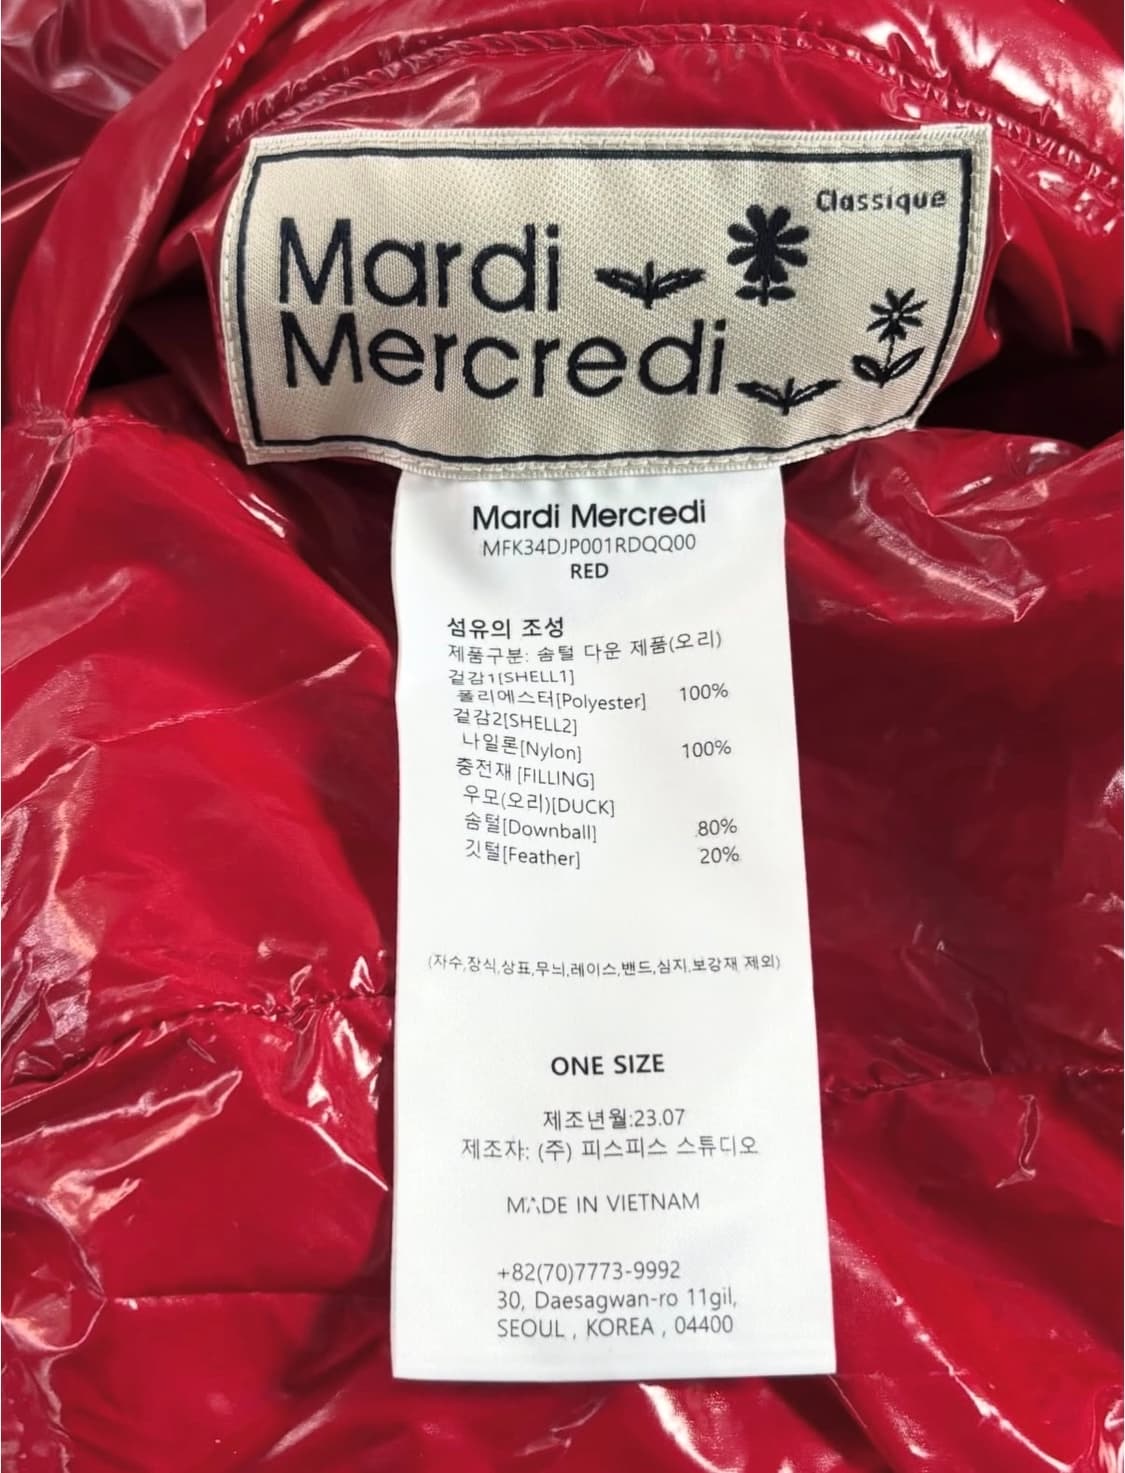 Classique
Mardi
Mercredi
Mardi Mercredi
MFK34DJP001RDQQ00
RED
섬유의 조성
제품구분: 솜털 다운 제품(오리)
겉감1[SHELL1]
폴리에스터[Polyester] 100%
겉감2[SHELL2]
나일론[Nylon] 100%
충전재 [FILLING]
우모(오리)[DUCK]
솜털[Downball] 80%
깃털[Feather] 20%
(자수,장식,상표,무늬,레이스,밴드,심지,보강재 제외)
ONE SIZE
제조년월:23.07
제조자: (주) 피스피스 스튜디오
MADE IN VIETNAM
+82(70)7773-9992
30, Daesagwan-ro 11gil,
SEOUL , KOREA , 04400